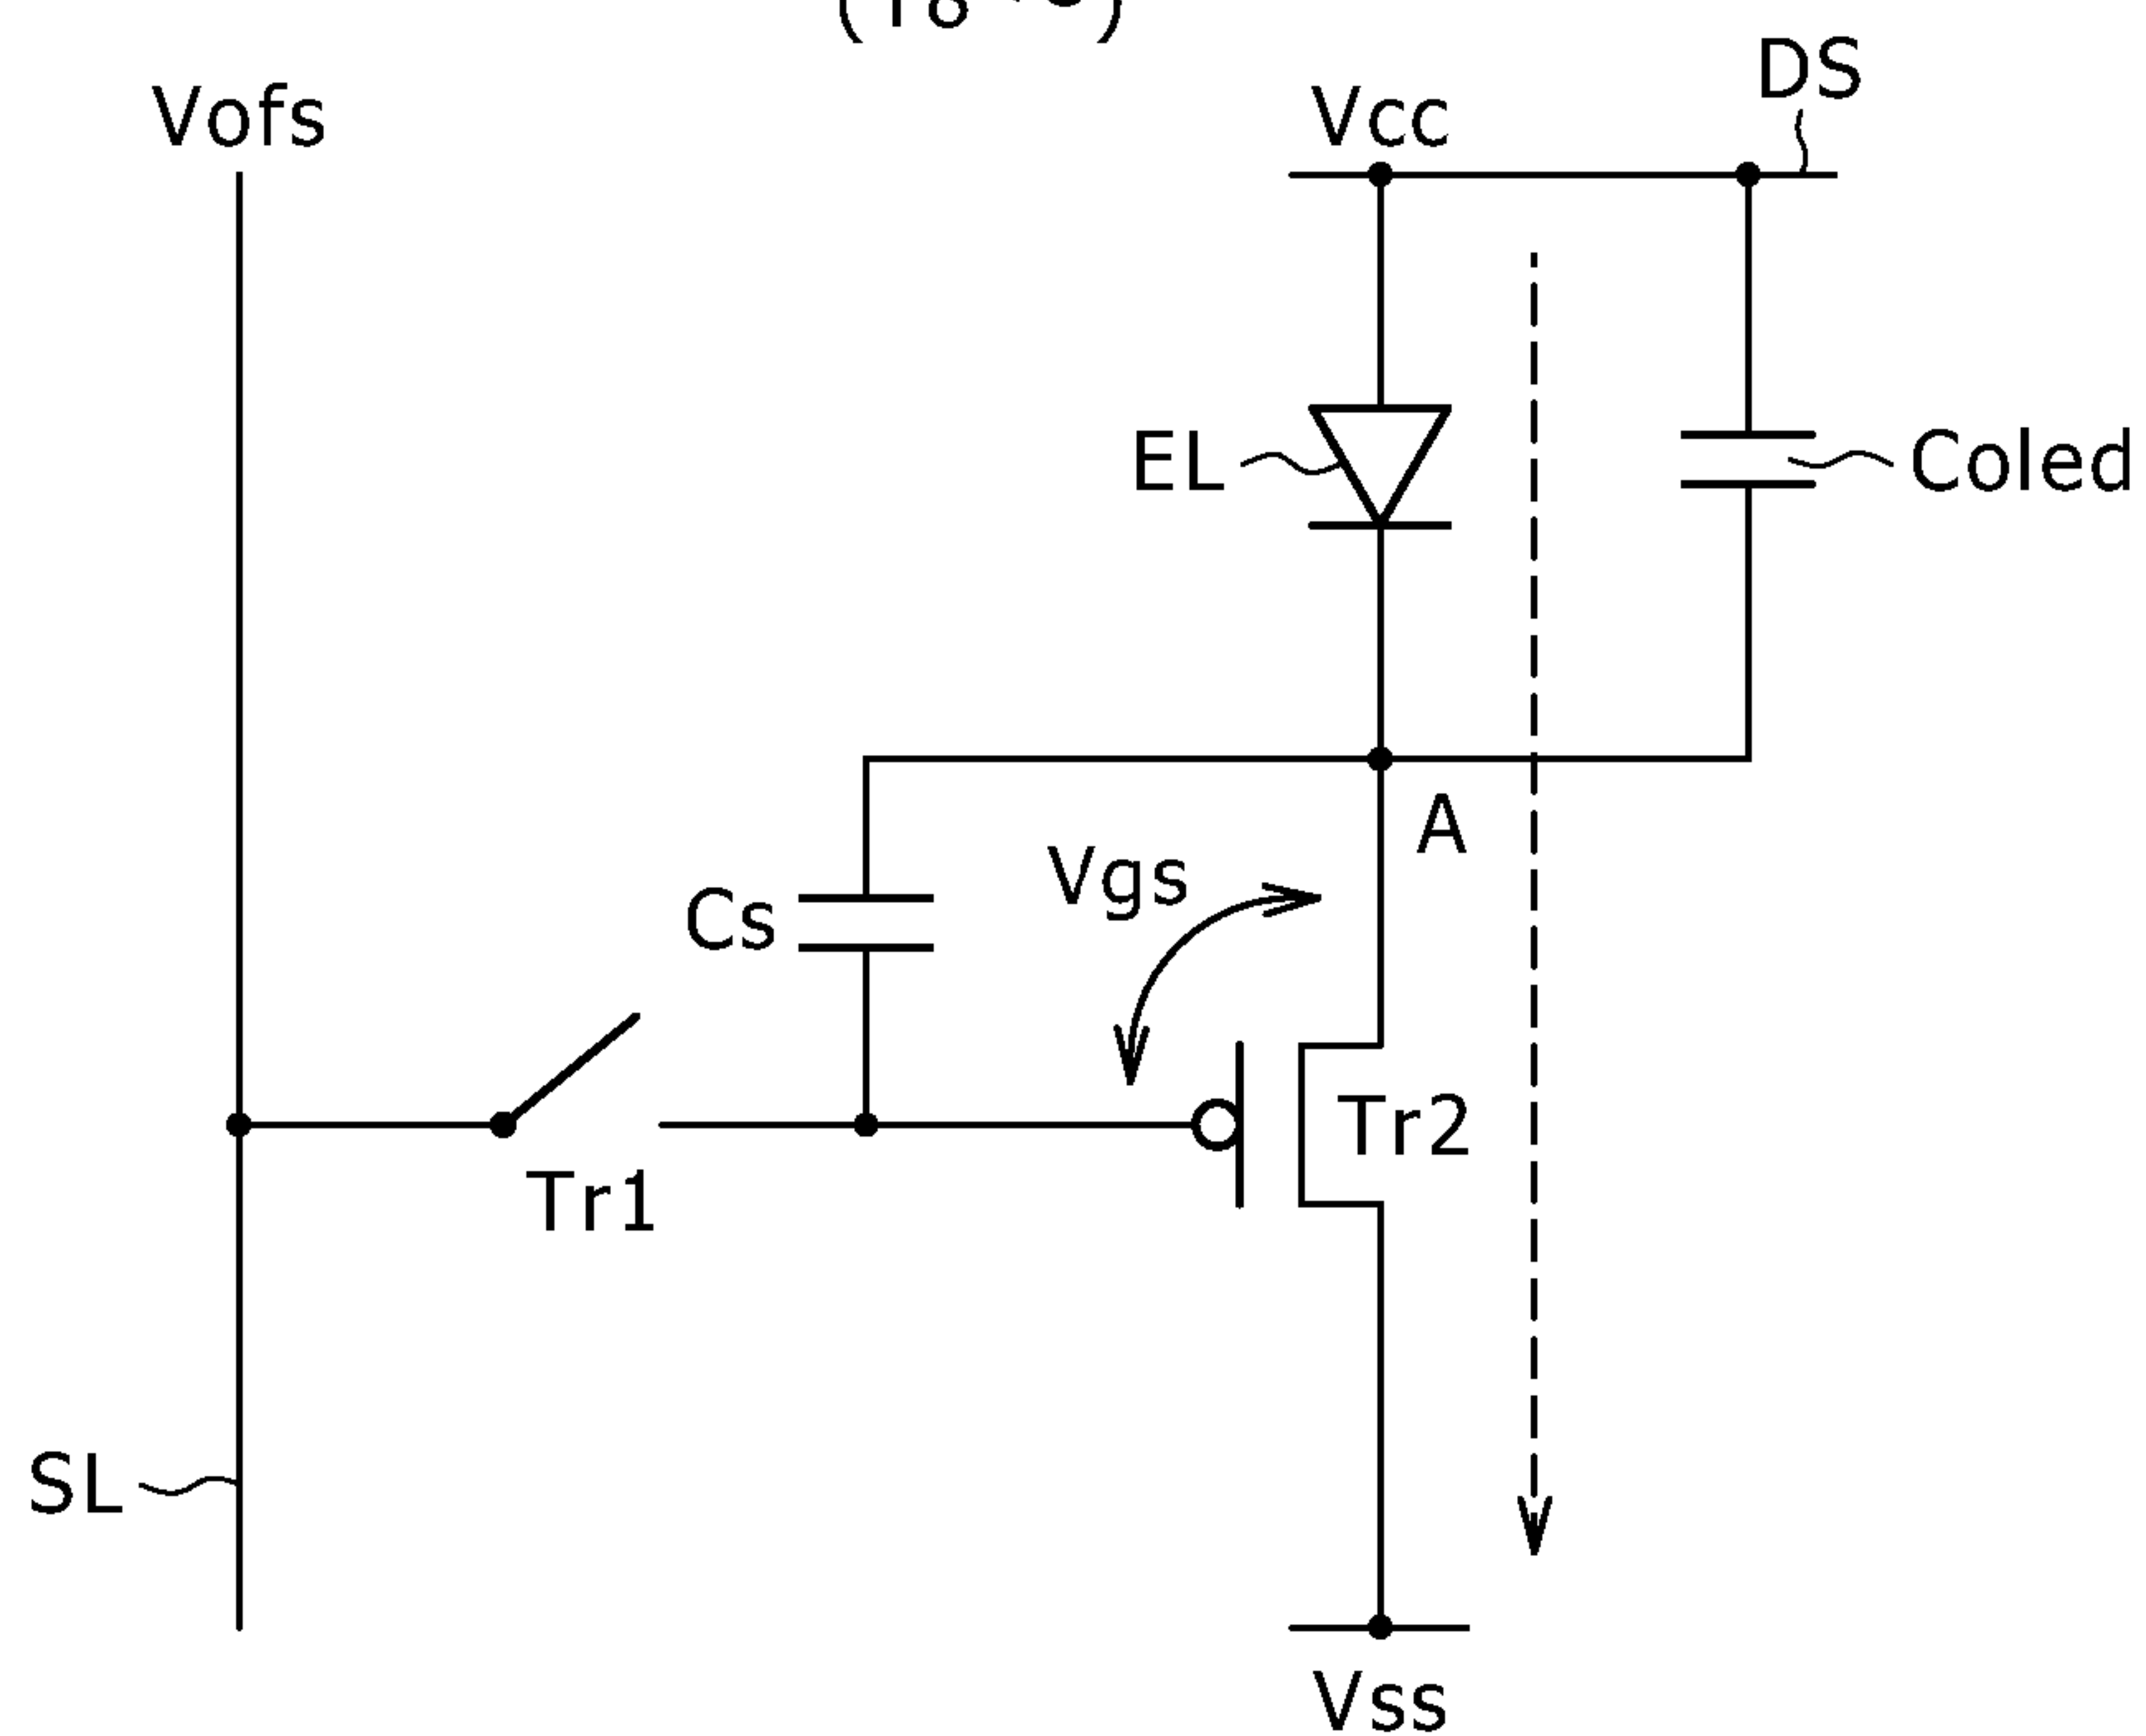 Vofs
Vcc
DS
EL
Coled
A
Vgs
Cs
Tr2
Tr1
SL
Vss